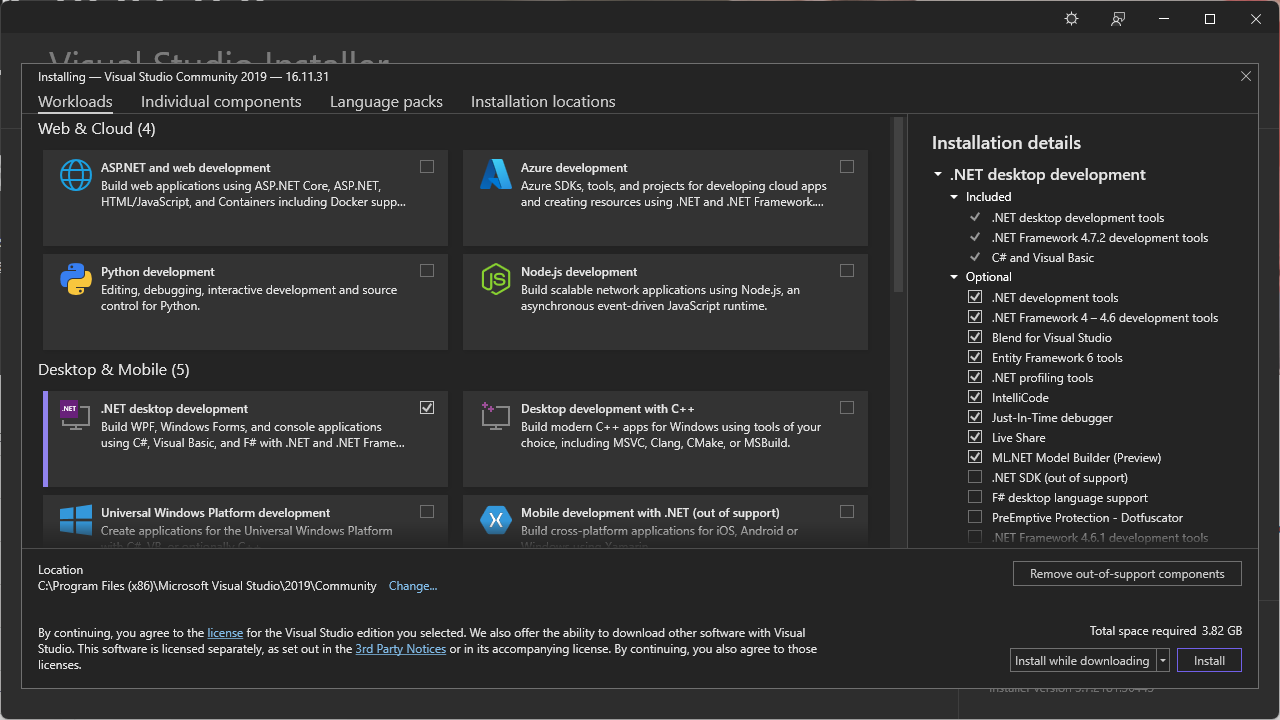 Visual Studio Installer
Installing — Visual Studio Community 2019 — 16.11.31
Workloads
Individual components
Language packs
Installation locations
Web & Cloud (4)
ASP.NET and web development
Build web applications using ASP.NET Core, ASP.NET,
HTML/JavaScript, and Containers including Docker supp...
Azure development
Azure SDKs, tools, and projects for developing cloud apps
and creating resources using .NET and .NET Framework....
Python development
Editing, debugging, interactive development and source
control for Python.
Node.js development
Build scalable network applications using Node.js, an
asynchronous event-driven JavaScript runtime.
Desktop & Mobile (5)
.NET
.NET desktop development
Build WPF, Windows Forms, and console applications
using C#, Visual Basic, and F# with .NET and .NET Frame...
Desktop development with C++
Build modern C++ apps for Windows using tools of your
choice, including MSVC, Clang, CMake, or MSBuild.
Universal Windows Platform development
Create applications for the Universal Windows Platform
with C#, VB, or optionally C++.
Mobile development with .NET (out of support)
Build cross-platform applications for iOS, Android or
Windows using Xamarin.
Installation details
.NET desktop development
Included
.NET desktop development tools
.NET Framework 4.7.2 development tools
C# and Visual Basic
Optional
.NET development tools
.NET Framework 4 – 4.6 development tools
Blend for Visual Studio
Entity Framework 6 tools
.NET profiling tools
IntelliCode
Just-In-Time debugger
Live Share
ML.NET Model Builder (Preview)
.NET SDK (out of support)
F# desktop language support
PreEmptive Protection - Dotfuscator
.NET Framework 4.6.1 development tools
Location
C:\Program Files (x86)\Microsoft Visual Studio\2019\Community
Change...
Remove out-of-support components
By continuing, you agree to the license for the Visual Studio edition you selected. We also offer the ability to download other software with Visual
Studio. This software is licensed separately, as set out in the 3rd Party Notices or in its accompanying license. By continuing, you also agree to those
licenses.
Total space required 3.82 GB
Install while downloading
Install